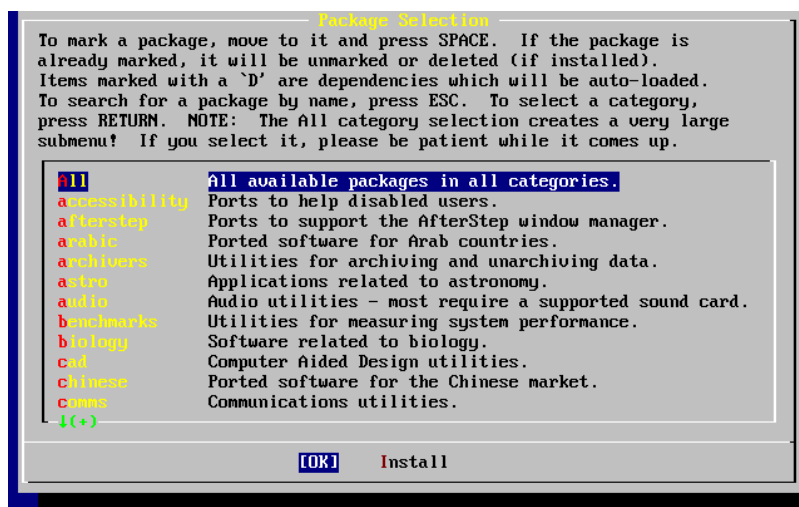 Package Selection
To mark a package, move to it and press SPACE.  If the package is
already marked, it will be unmarked or deleted (if installed).
Items marked with a `D' are dependencies which will be auto-loaded.
To search for a package by name, press ESC.  To select a category,
press RETURN.  NOTE:  The All category selection creates a very large
submenu!  If you select it, please be patient while it comes up.
All All available packages in all categories.
accessibility Ports to help disabled users.
afterstep Ports to support the AfterStep window manager.
arabic Ported software for Arab countries.
archivers Utilities for archiving and unarchiving data.
astro Applications related to astronomy.
audio Audio utilities - most require a supported sound card.
benchmarks Utilities for measuring system performance.
biology Software related to biology.
cad Computer Aided Design utilities.
chinese Ported software for the Chinese market.
comms Communications utilities.
↓(+)
[OK] Install